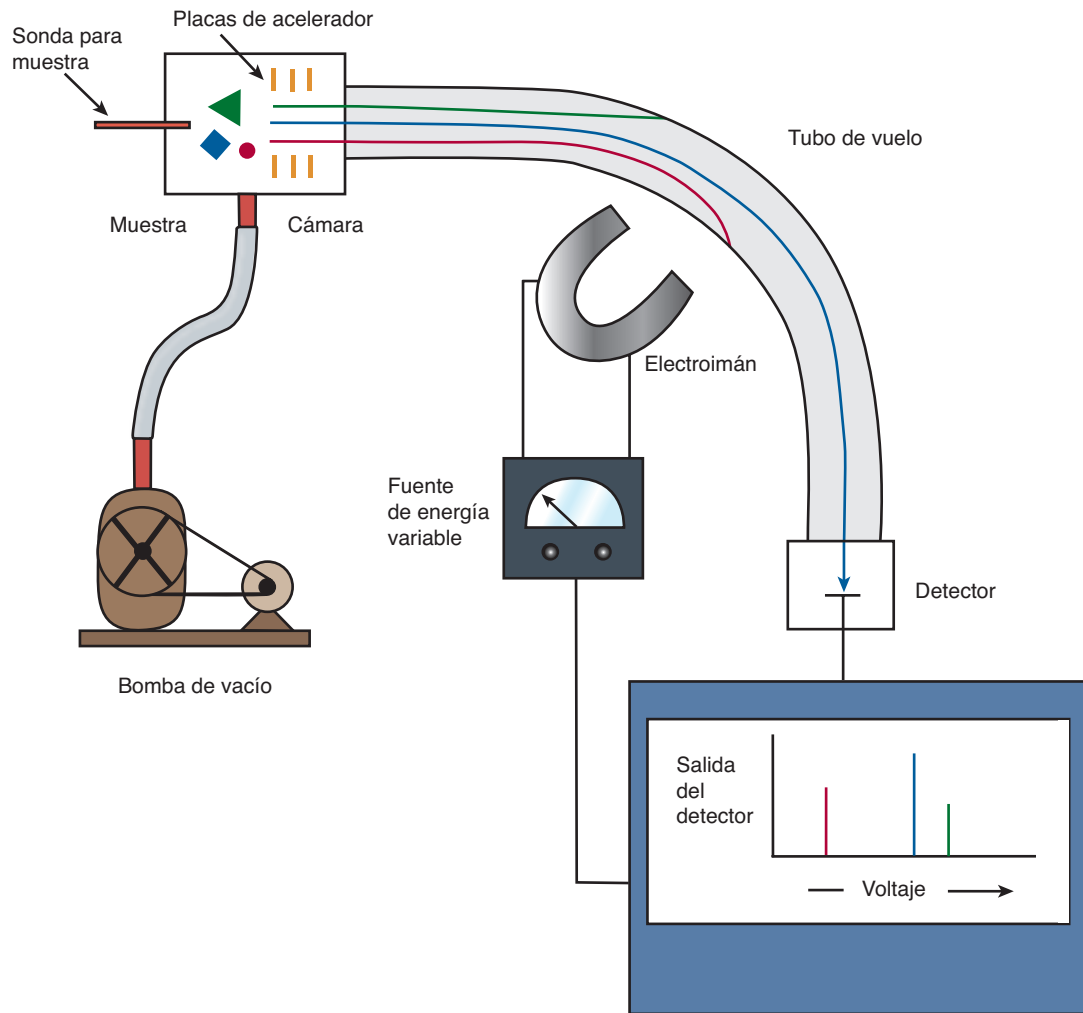 Placas de acelerador
Sonda para
muestra
Tubo de vuelo
Muestra
Cámara
Electroimán
Fuente
de energía
variable
Detector
Bomba de vacío
Salida
del
detector
Voltaje